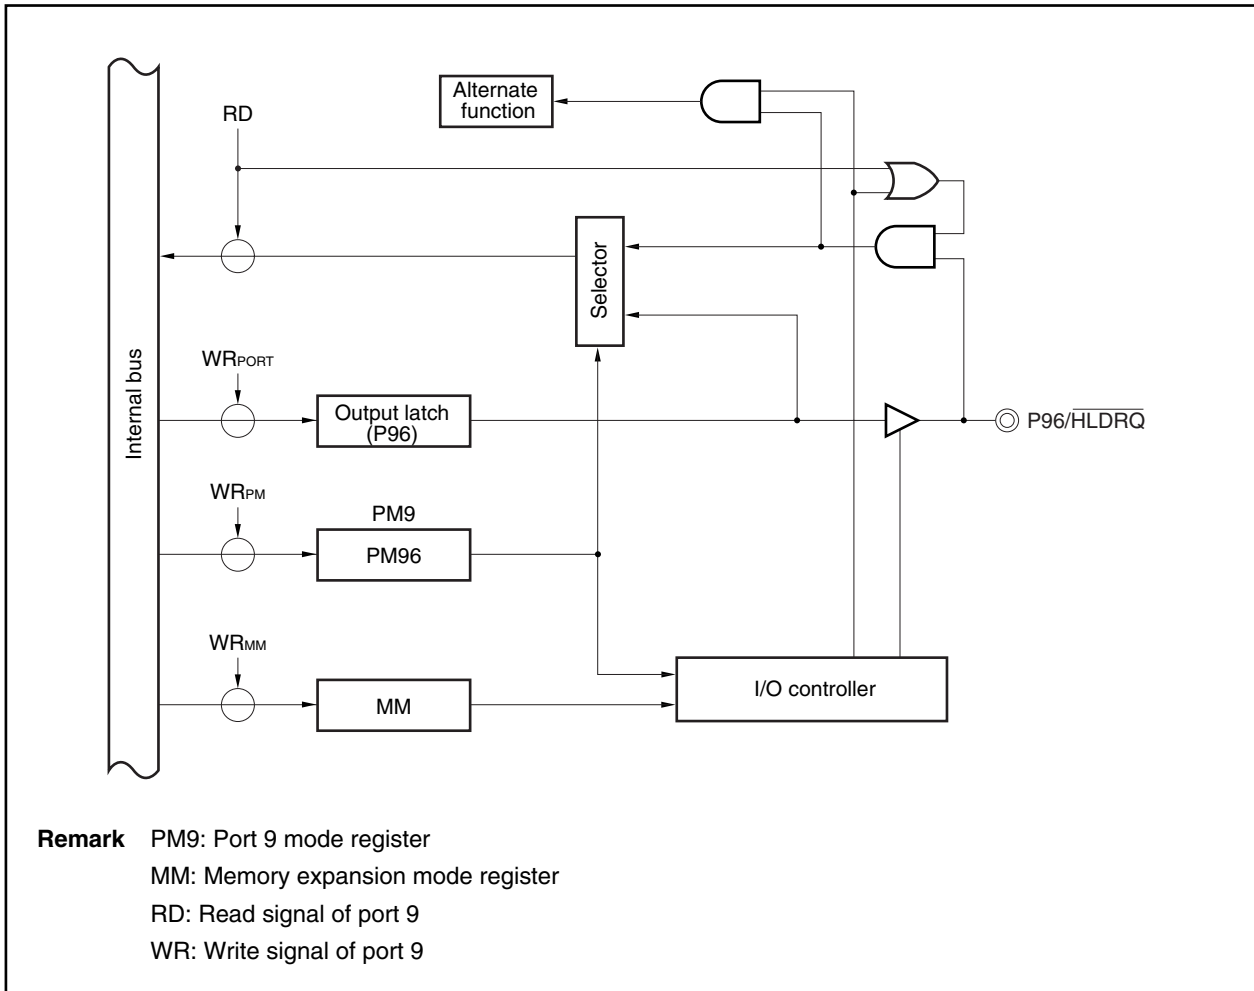 Alternate
function
RD
Selector
Internal bus
WRPORT
Output latch
(P96)
P96/HLDRQ
WRPM
PM9
PM96
WRMM
MM
I/O controller
Remark PM9: Port 9 mode register
MM: Memory expansion mode register
RD: Read signal of port 9
WR: Write signal of port 9